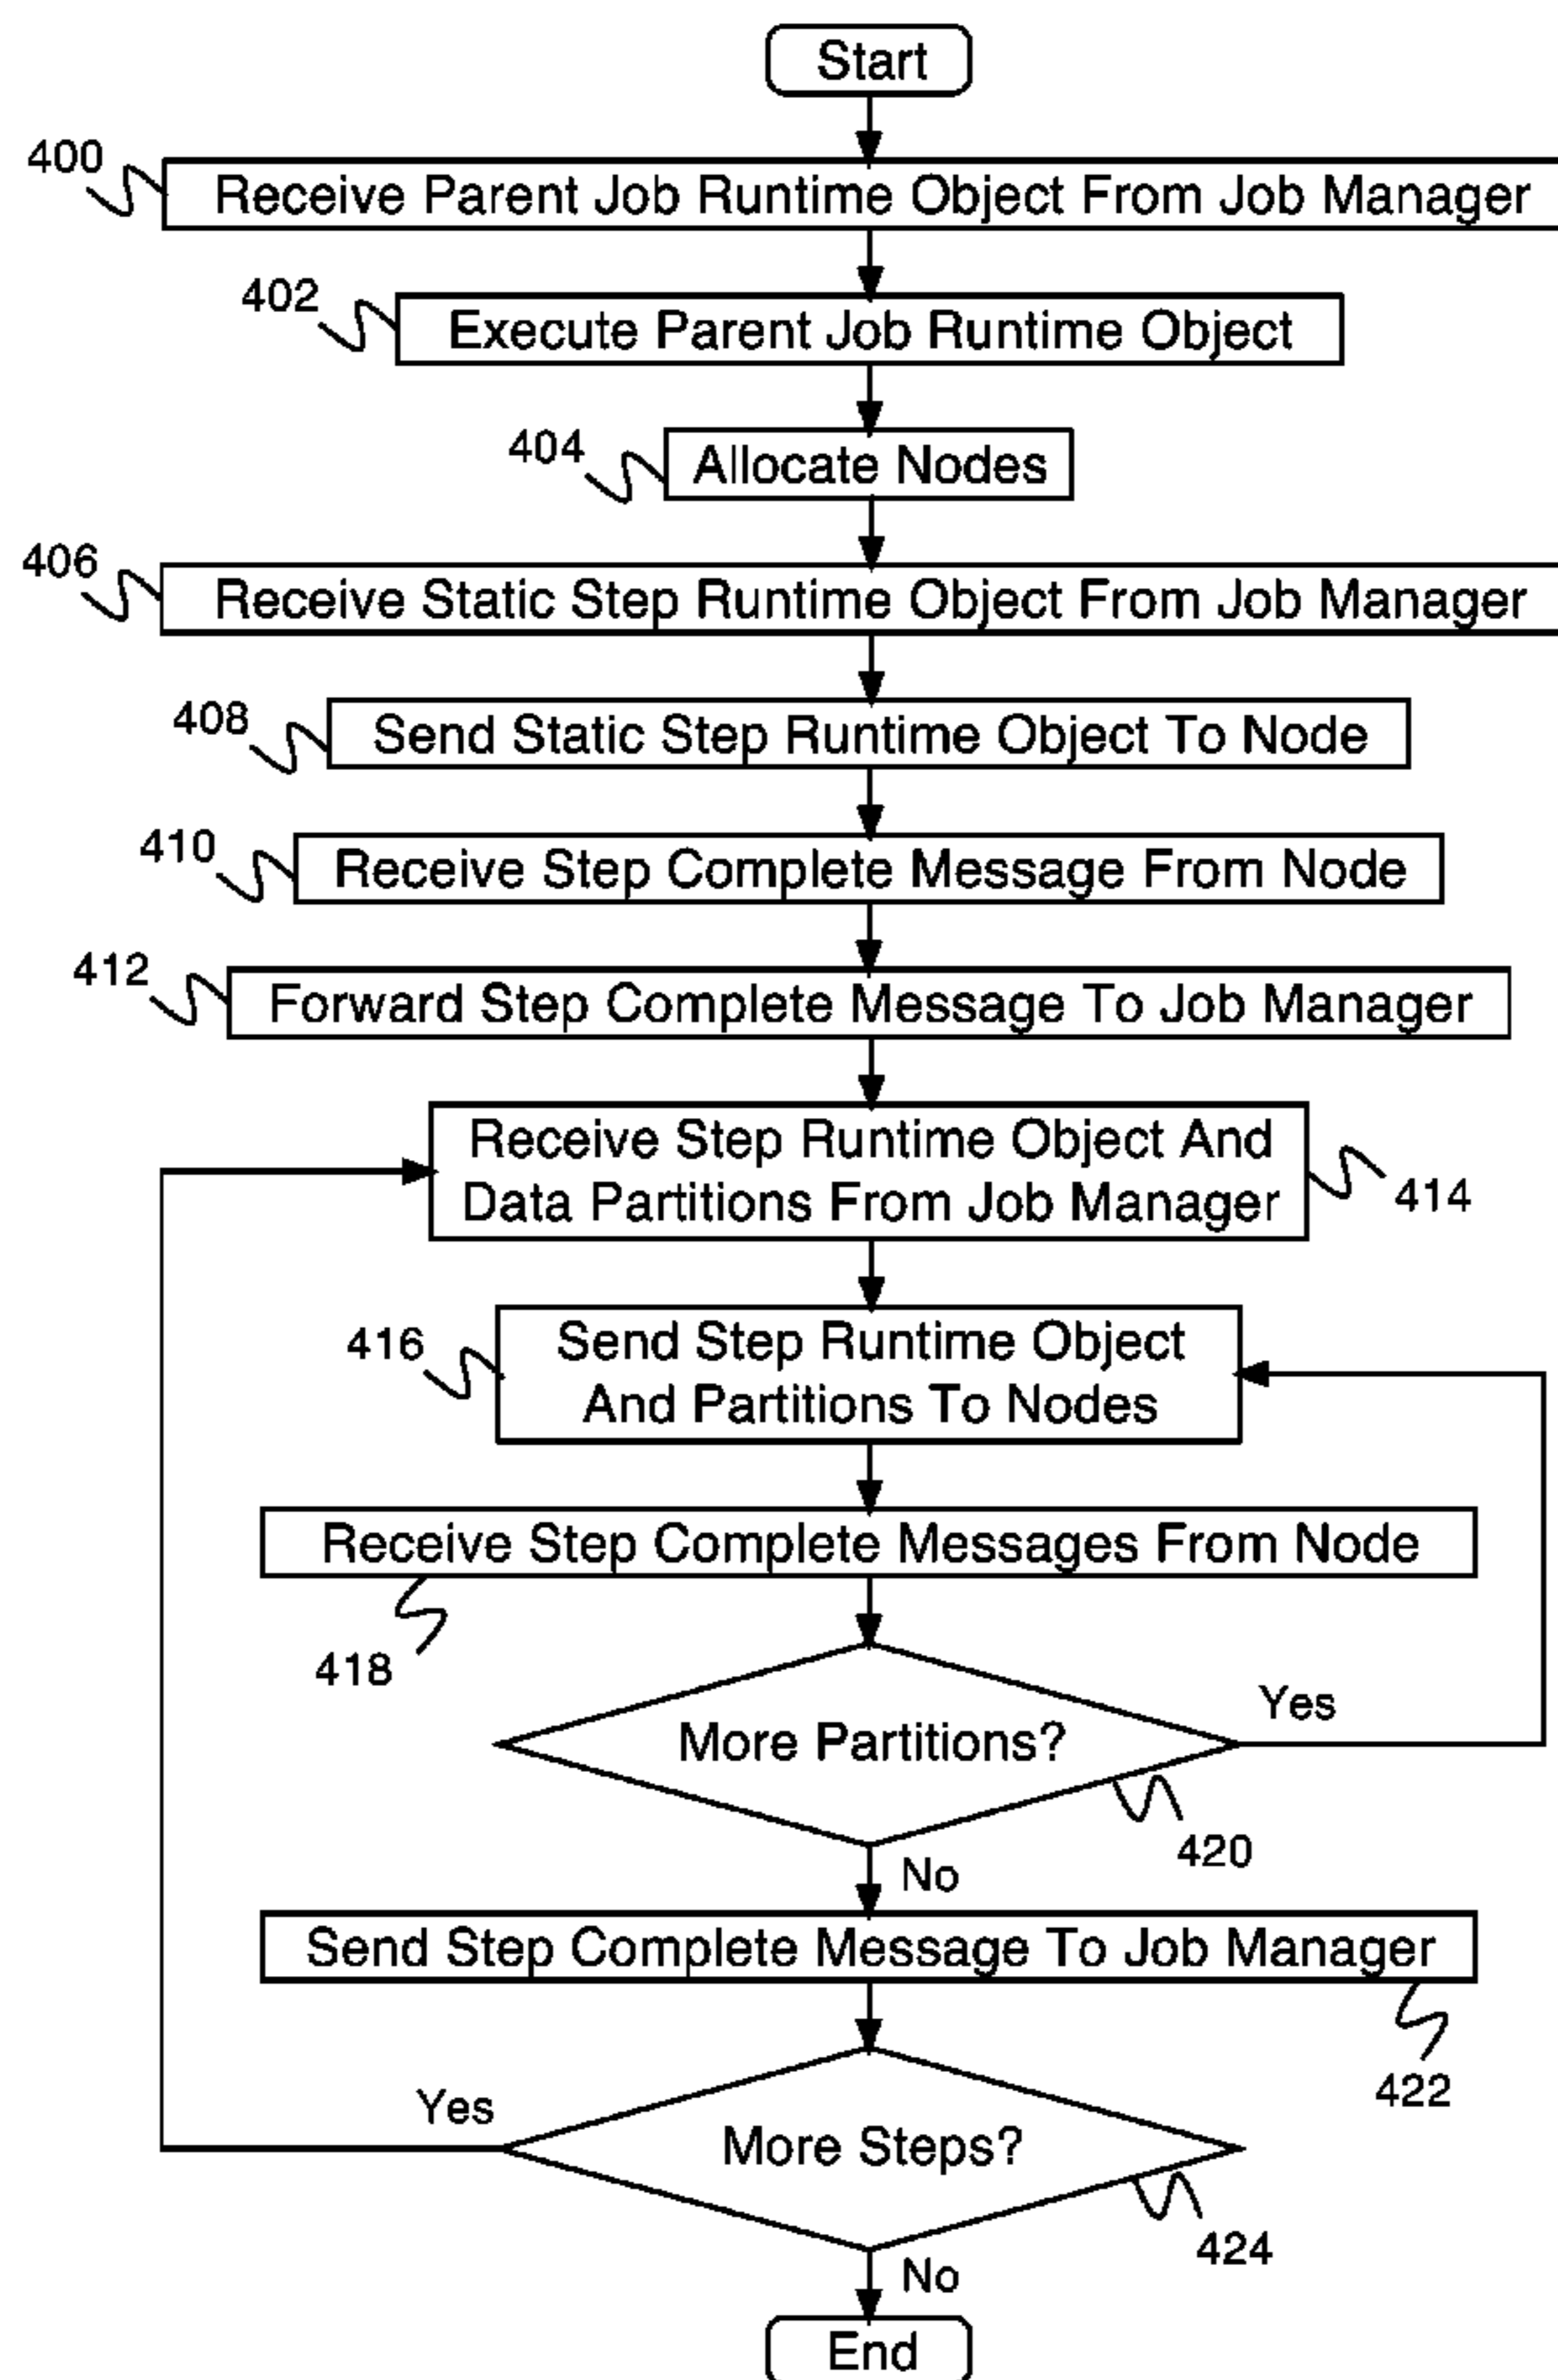 Start
400
Receive Parent Job Runtime Object From Job Manager
402
Execute Parent Job Runtime Object
404
Allocate Nodes
406
Receive Static Step Runtime Object From Job Manager
408
Send Static Step Runtime Object To Node
410
Receive Step Complete Message From Node
412
Forward Step Complete Message To Job Manager
Receive Step Runtime Object And
Data Partitions From Job Manager
414
416
Send Step Runtime Object
And Partitions To Nodes
Receive Step Complete Messages From Node
418
More Partitions?
Yes
420
No
Send Step Complete Message To Job Manager
422
Yes
More Steps?
424
No
End